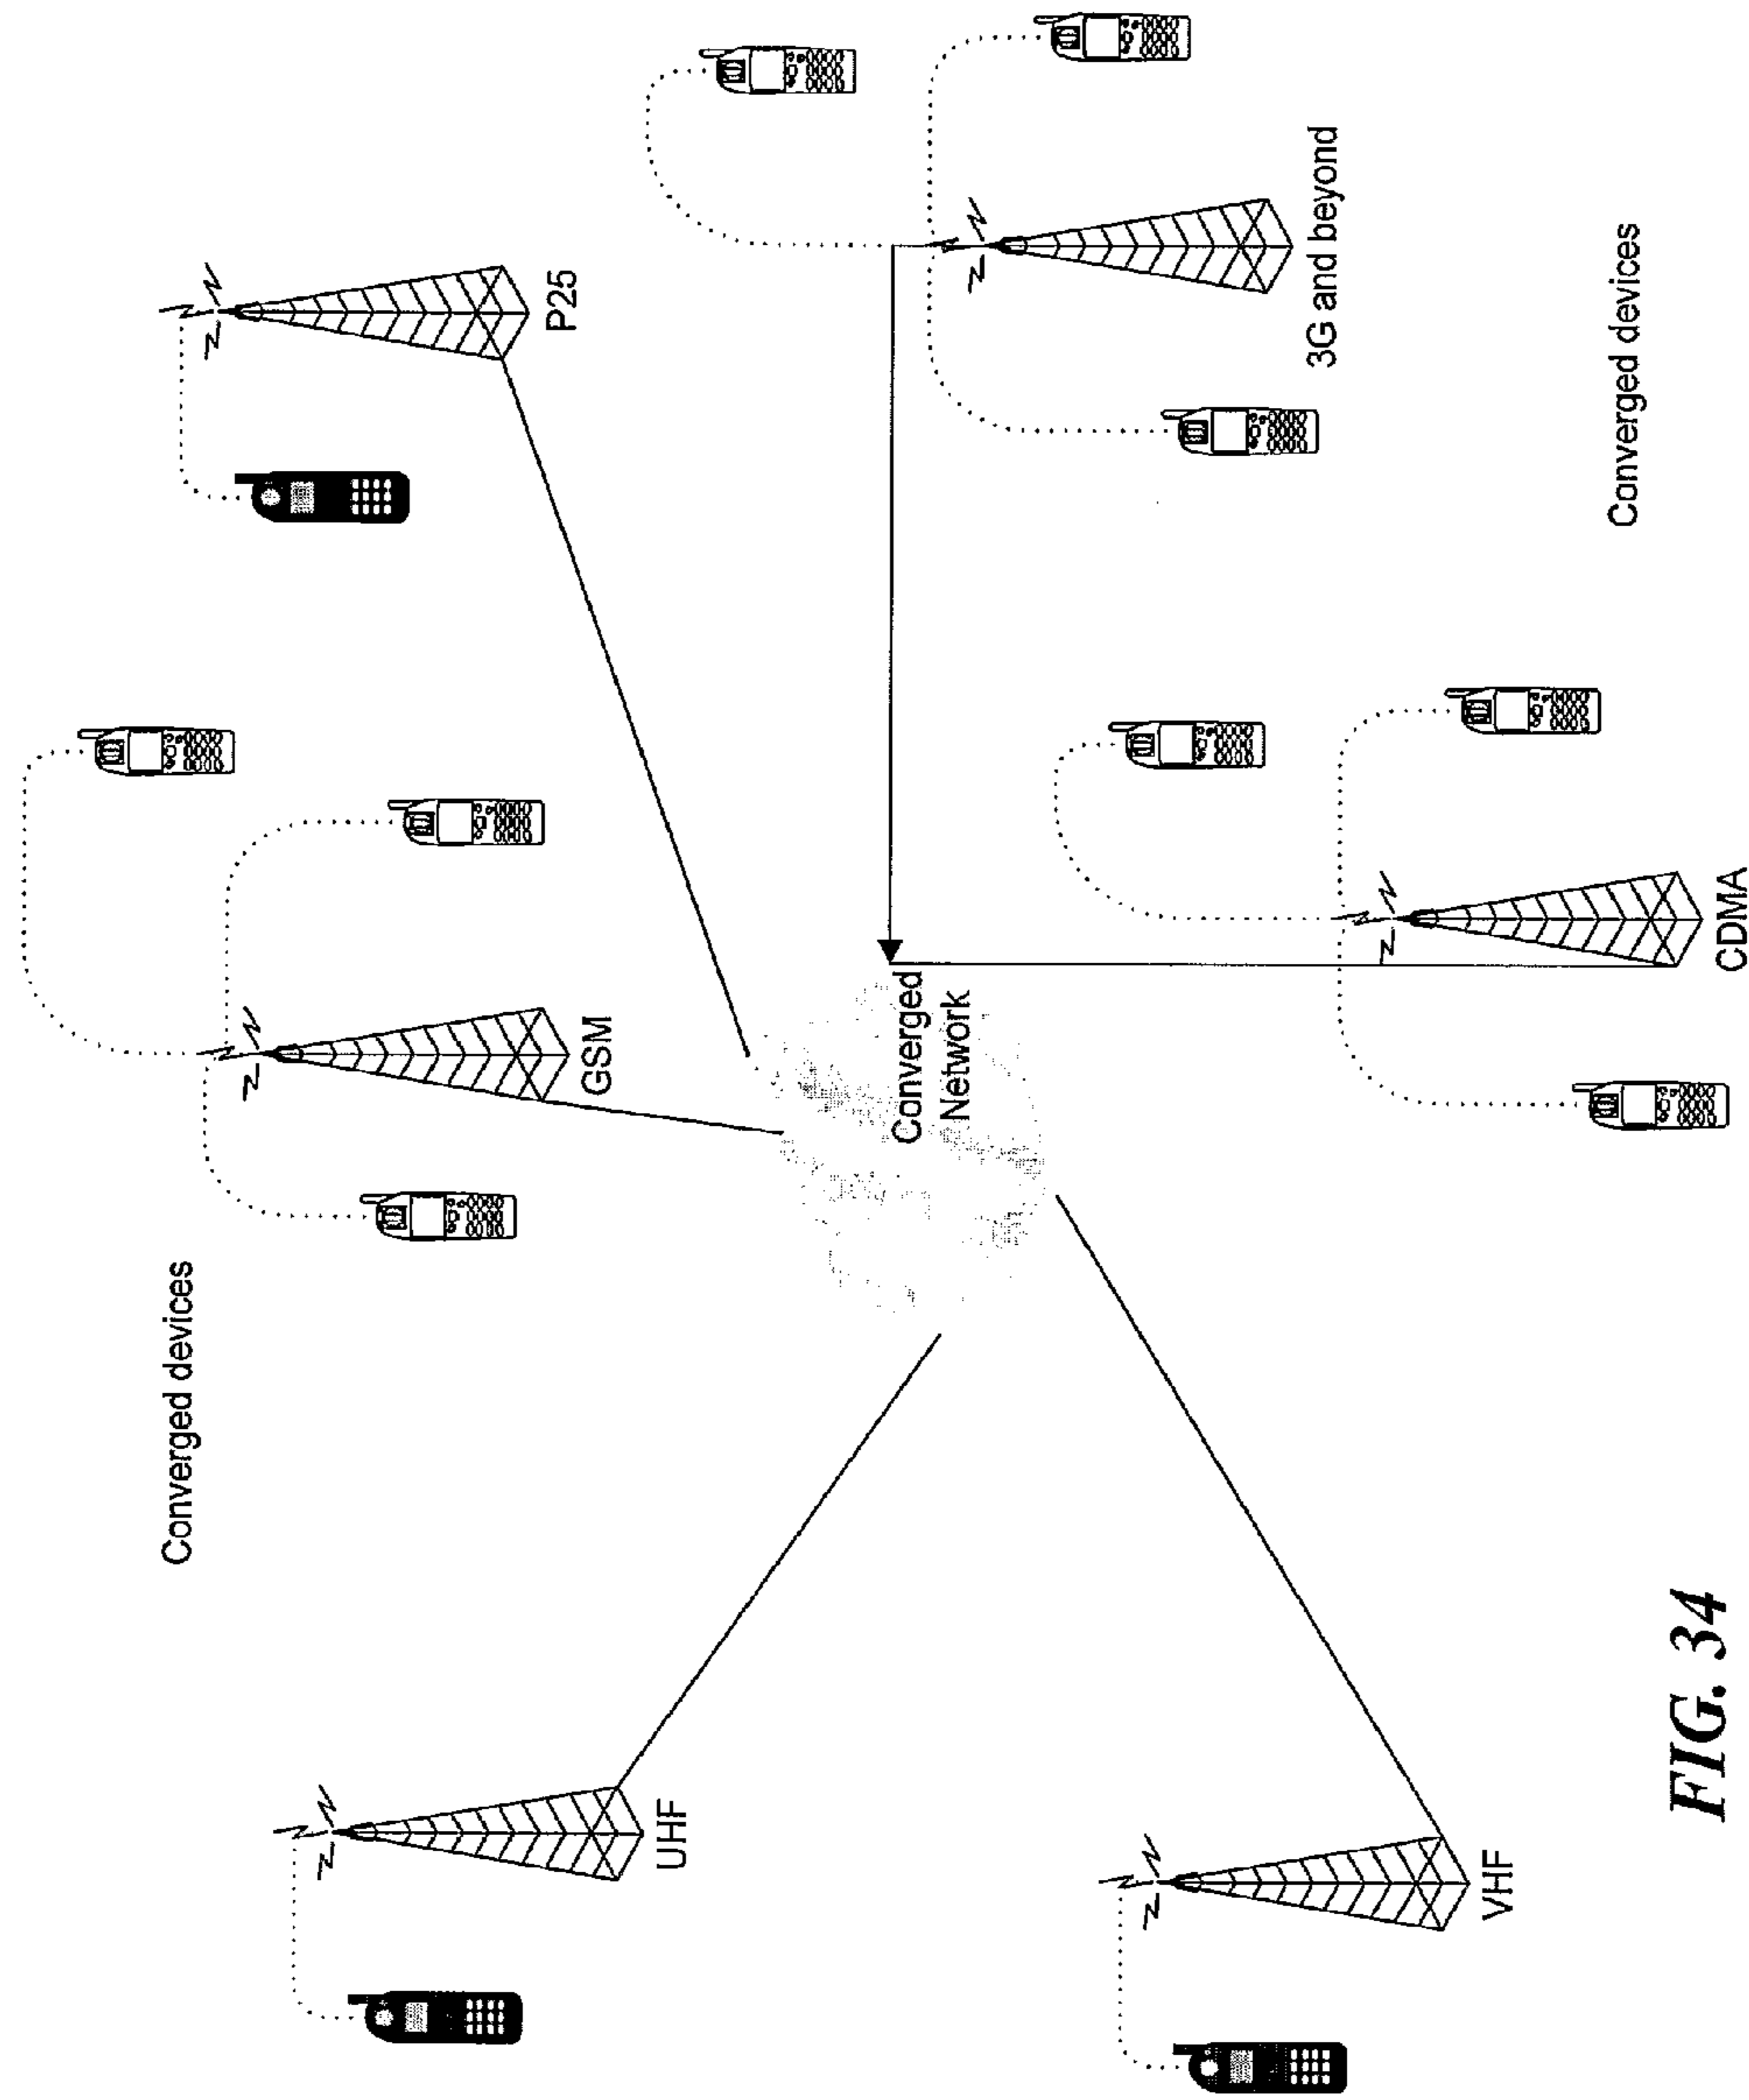 Converged devices
P25
GSM
UHF
Converged
Network
3G and beyond
VHF
CDMA
Converged devices
FIG. 34